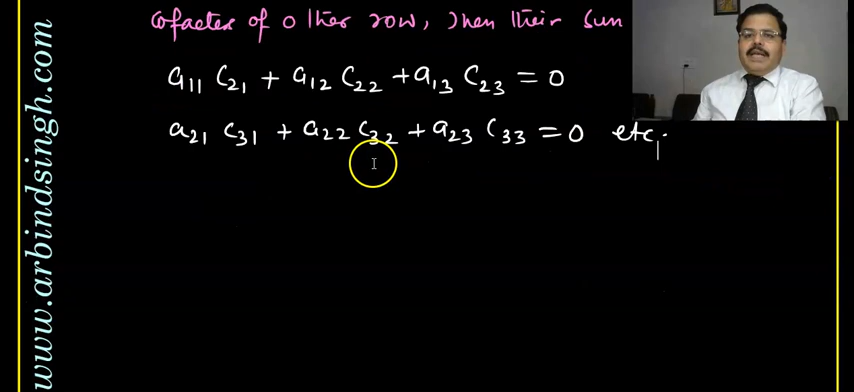 cofactor of other row, then their sum
a₁₁ C₂₁ + a₁₂ C₂₂ + a₁₃ C₂₃ = 0
a₂₁ C₃₁ + a₂₂ C₃₂ + a₂₃ C₃₃ = 0 etc.
www.arbindsingh.com